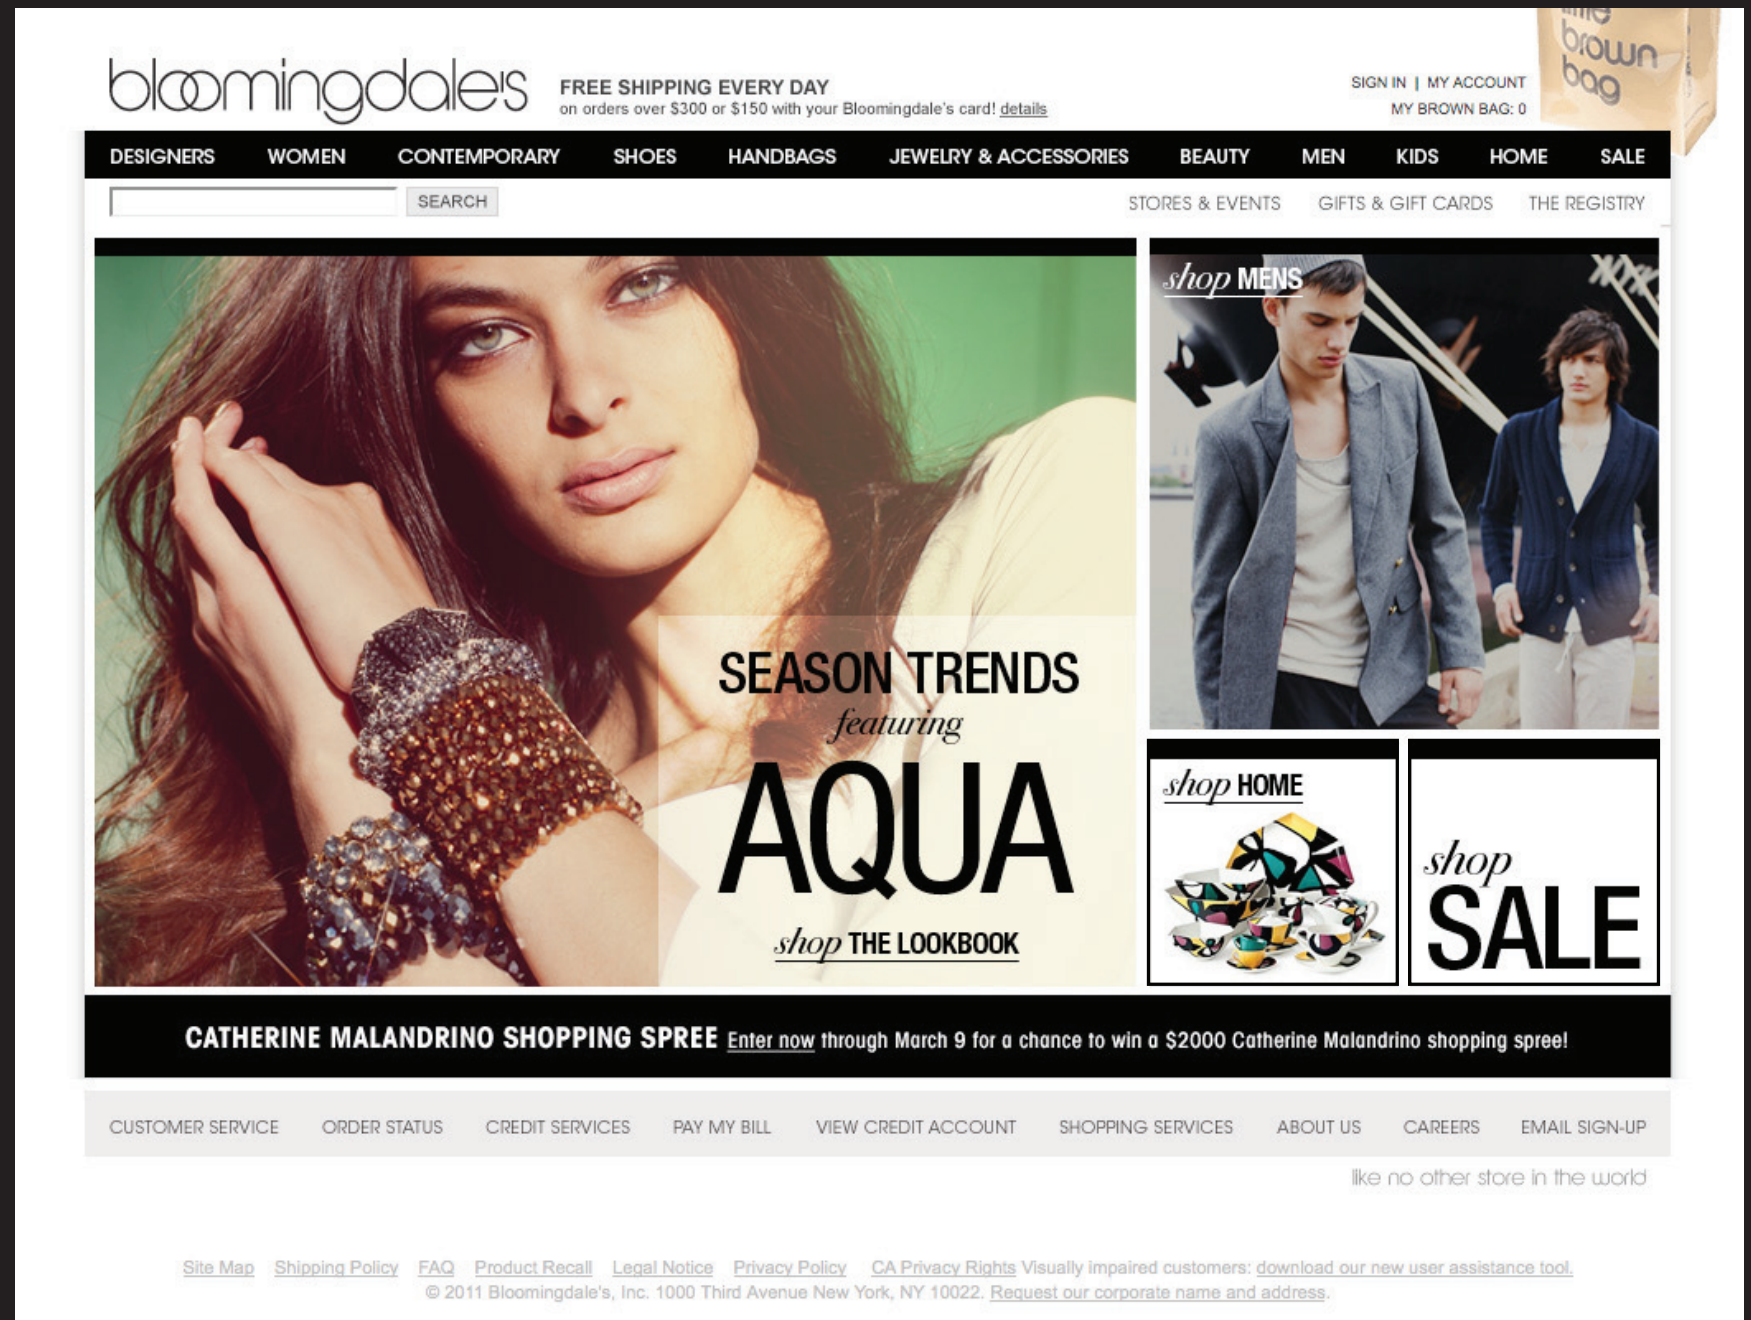 bloomingdale's
FREE SHIPPING EVERY DAY
on orders over $300 or $150 with your Bloomingdale's card! details
SIGN IN | MY ACCOUNT
MY BROWN BAG: 0
little
brown
bag
DESIGNERS WOMEN CONTEMPORARY SHOES HANDBAGS JEWELRY & ACCESSORIES BEAUTY MEN KIDS HOME SALE
SEARCH
STORES & EVENTS GIFTS & GIFT CARDS THE REGISTRY
SEASON TRENDS
featuring
AQUA
shop THE LOOKBOOK
shop MENS
shop HOME
shop
SALE
CATHERINE MALANDRINO SHOPPING SPREE Enter now through March 9 for a chance to win a $2000 Catherine Malandrino shopping spree!
CUSTOMER SERVICE ORDER STATUS CREDIT SERVICES PAY MY BILL VIEW CREDIT ACCOUNT SHOPPING SERVICES ABOUT US CAREERS EMAIL SIGN-UP
like no other store in the world
Site Map Shipping Policy FAQ Product Recall Legal Notice Privacy Policy CA Privacy Rights Visually impaired customers: download our new user assistance tool.
© 2011 Bloomingdale's, Inc. 1000 Third Avenue New York, NY 10022. Request our corporate name and address.